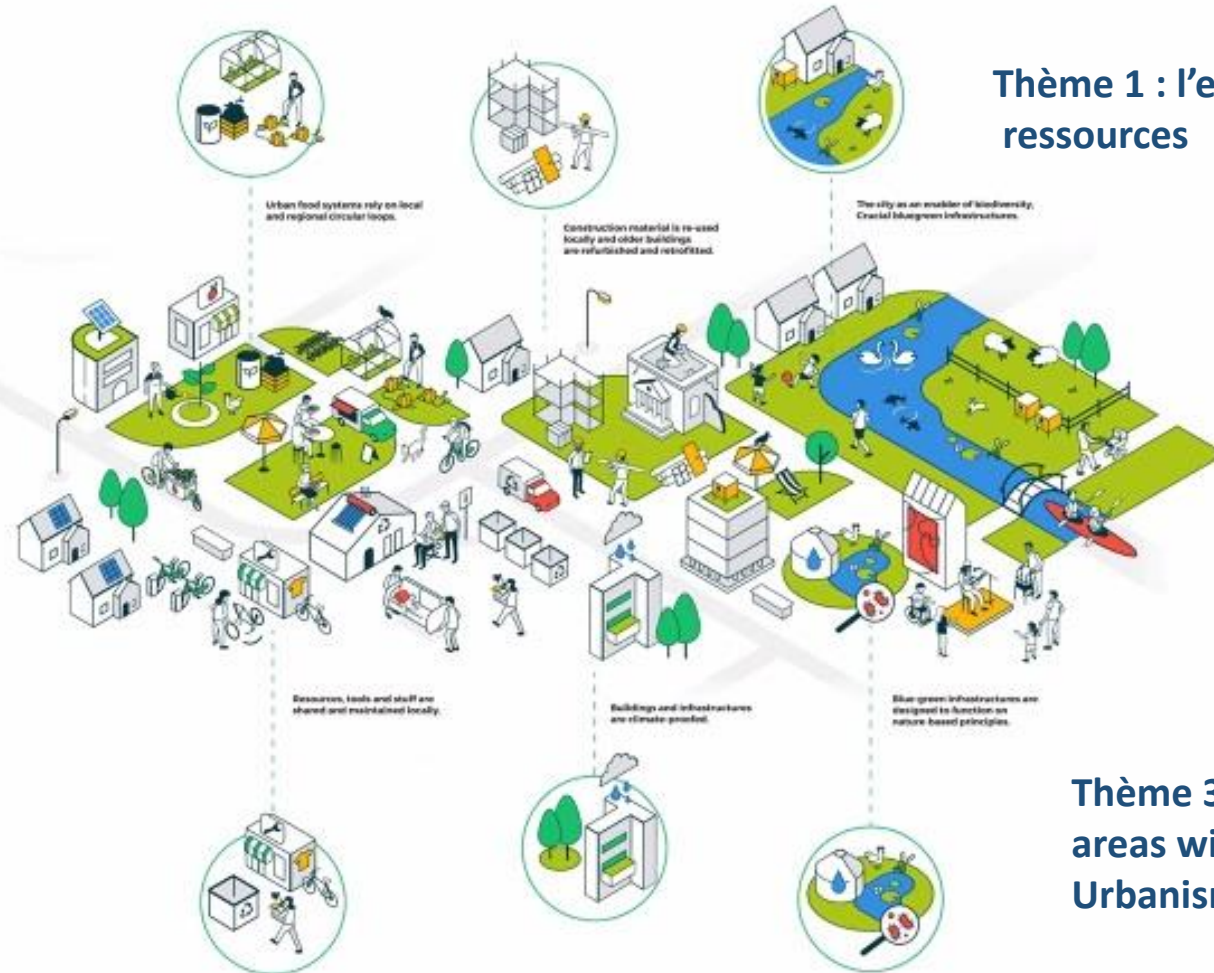 Thème 1 : l'e
ressources
Urban food systems rely on local
and regional circular loops.
Construction material is re-used
locally and older buildings
are refurbished and retrofitted.
The city as an enabler of biodiversity,
Crucial bluegreen infrastructures.
Resources, tools and stuff are
shared and maintained locally.
Buildings and infrastructures
are climate-proofed.
Blue-green infrastructures are
designed to function on
nature-based principles.
Thème 3
areas wi
Urbanisn